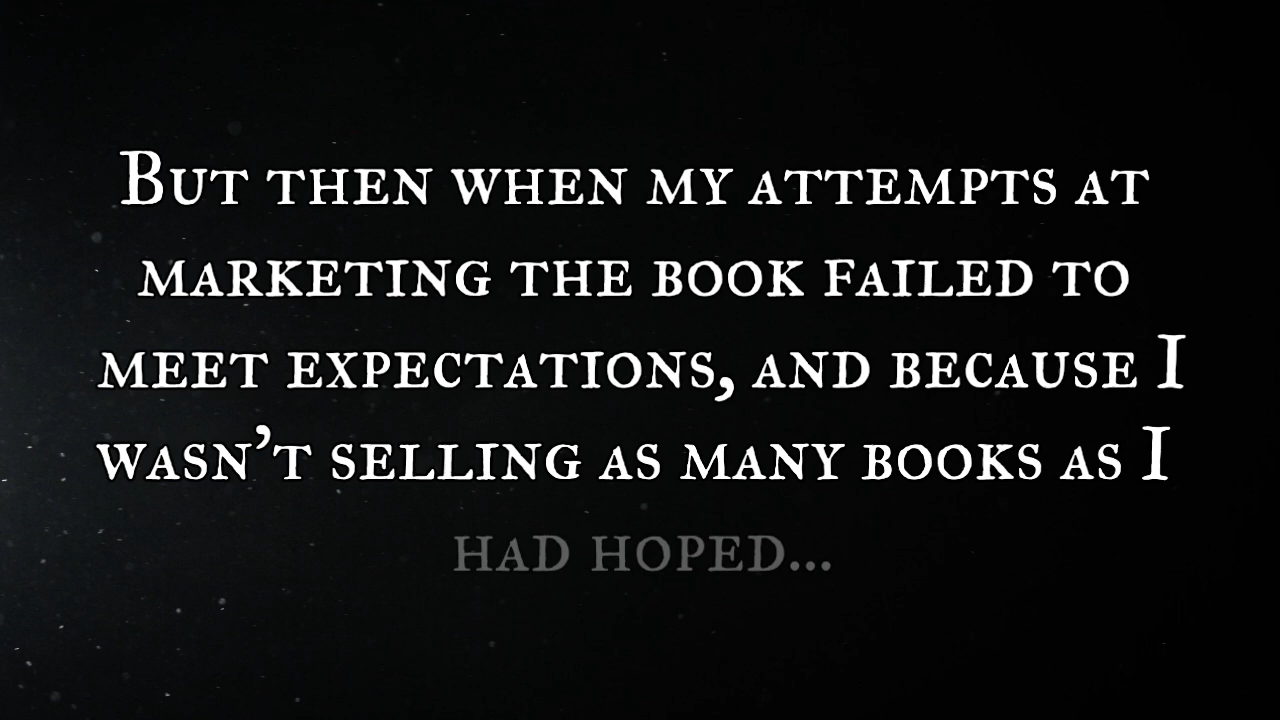 But then when my attempts at
marketing the book failed to
meet expectations, and because I
wasn't selling as many books as I
had hoped...